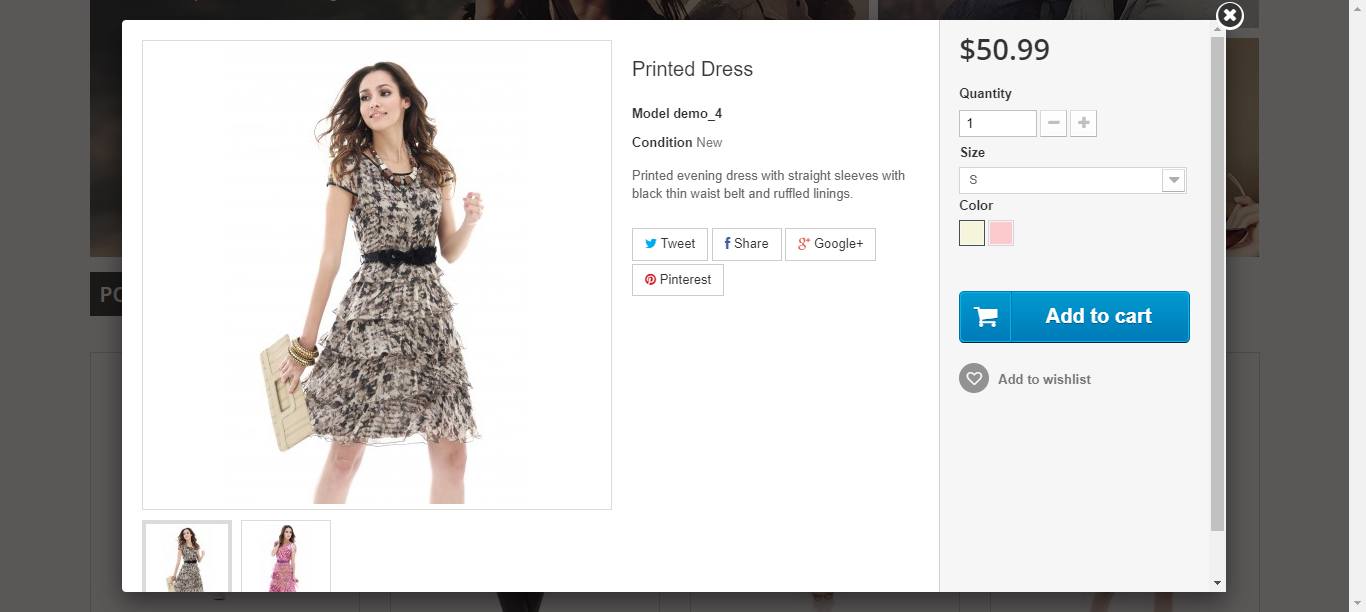 Printed Dress
Model demo_4
Condition New
Printed evening dress with straight sleeves with
black thin waist belt and ruffled linings.
Tweet
Share
Google+
Pinterest
$50.99
Quantity
1
Size
S
Color
Add to cart
Add to wishlist